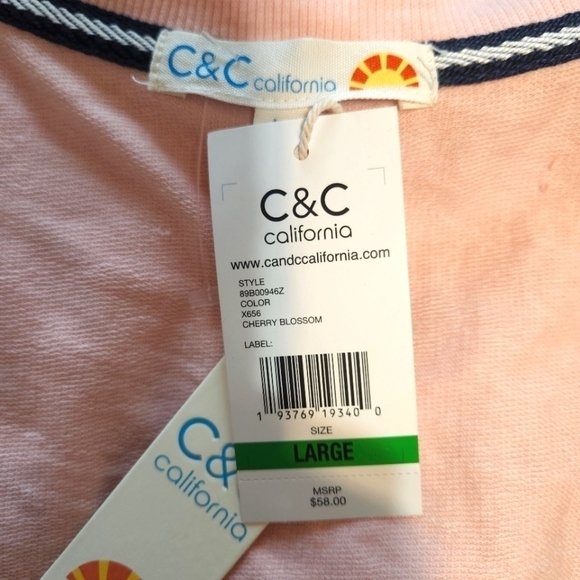 C&C california
C&C
california
www.candccalifornia.com
STYLE
89B00946Z
COLOR
X656
CHERRY BLOSSOM
LABEL:
1 93769 19340 0
SIZE
LARGE
MSRP
$58.00
C&
california